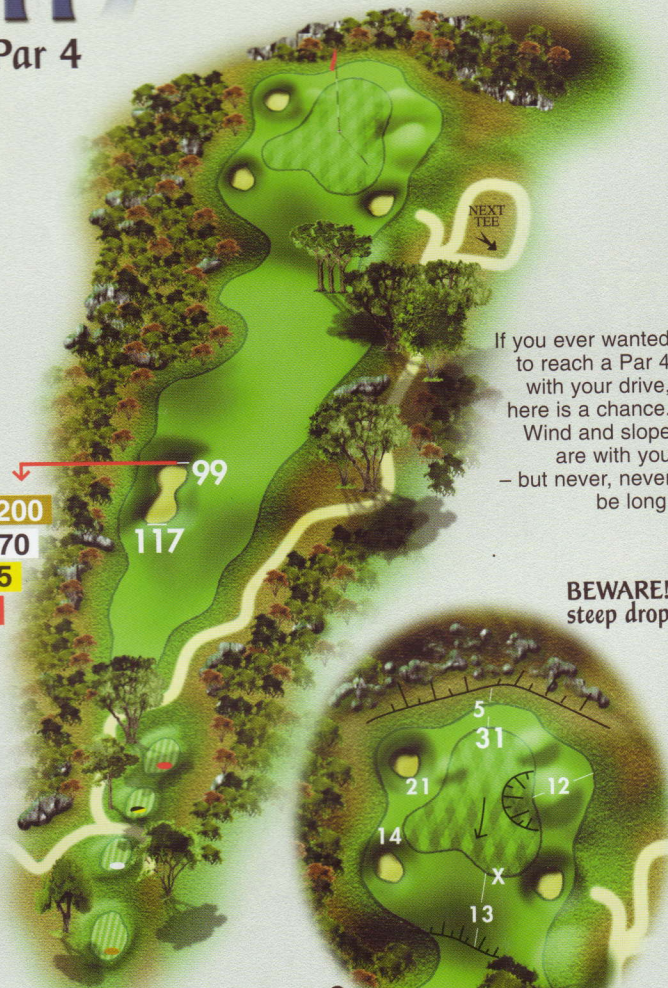 17
Par 4
NEXT
TEE
If you ever wanted
to reach a Par 4
with your drive,
here is a chance.
Wind and slope
are with you
– but never, never
be long
99
200
117
70
5
BEWARE!
steep drop
5
31
21
12
14
X
13